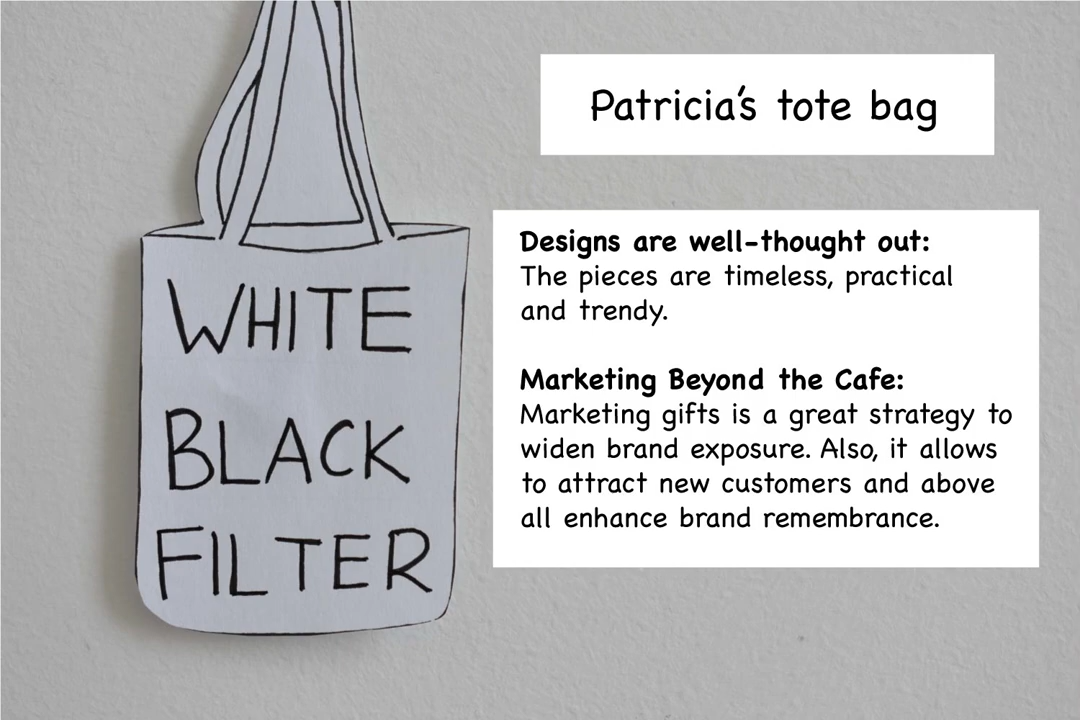 WHITE
BLACK
FILTER
Patricia's tote bag
Designs are well-thought out:
The pieces are timeless, practical
and trendy.
Marketing Beyond the Cafe:
Marketing gifts is a great strategy to
widen brand exposure. Also, it allows
to attract new customers and above
all enhance brand remembrance.